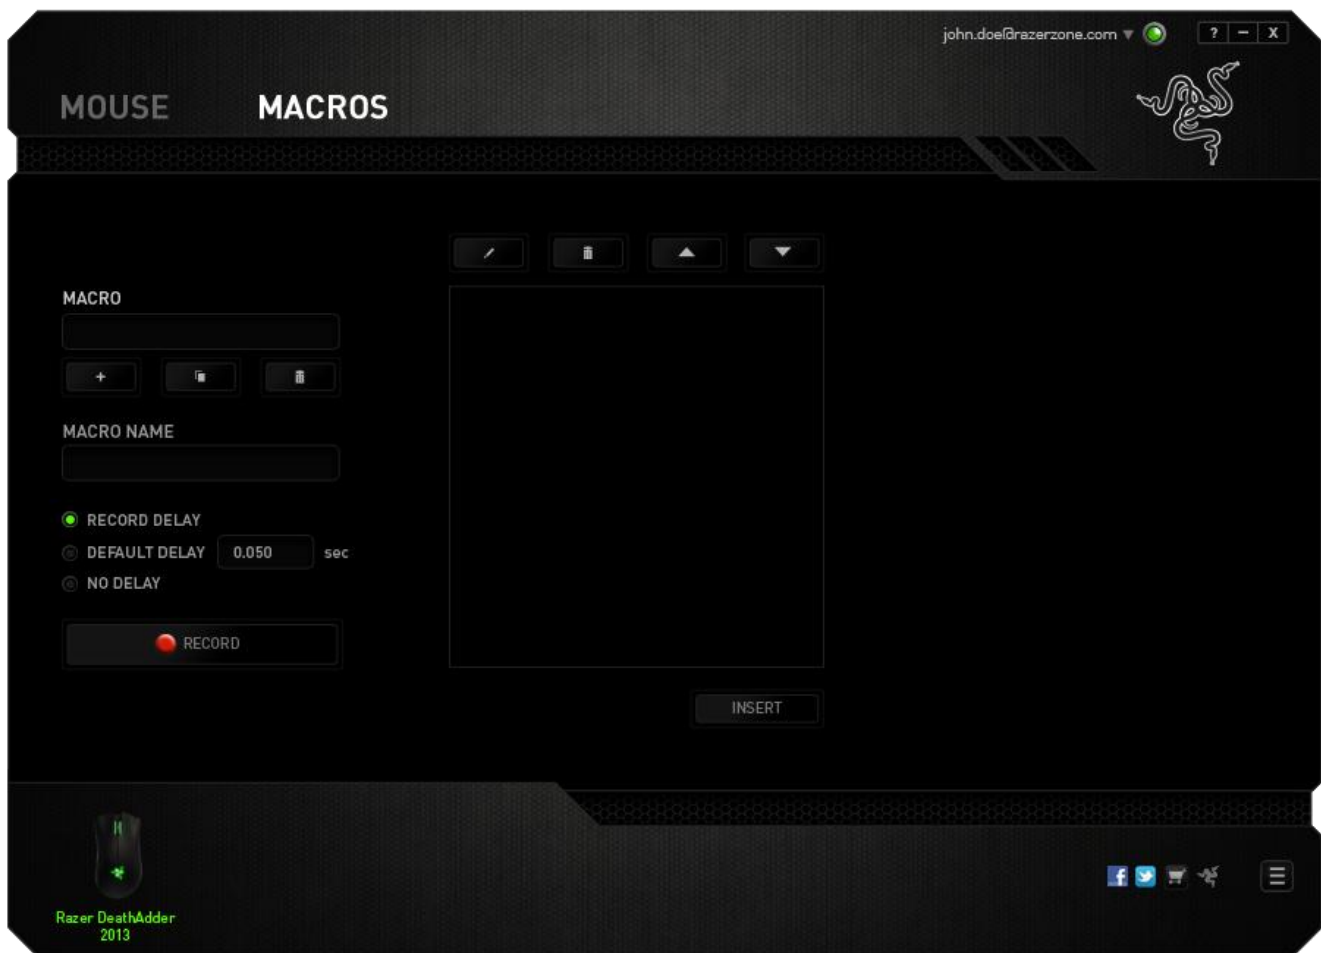 john.doe@razerzone.com
? − X
MOUSE MACROS
MACRO
+
MACRO NAME
RECORD DELAY
DEFAULT DELAY 0.050 sec
NO DELAY
RECORD
INSERT
Razer DeathAdder
2013